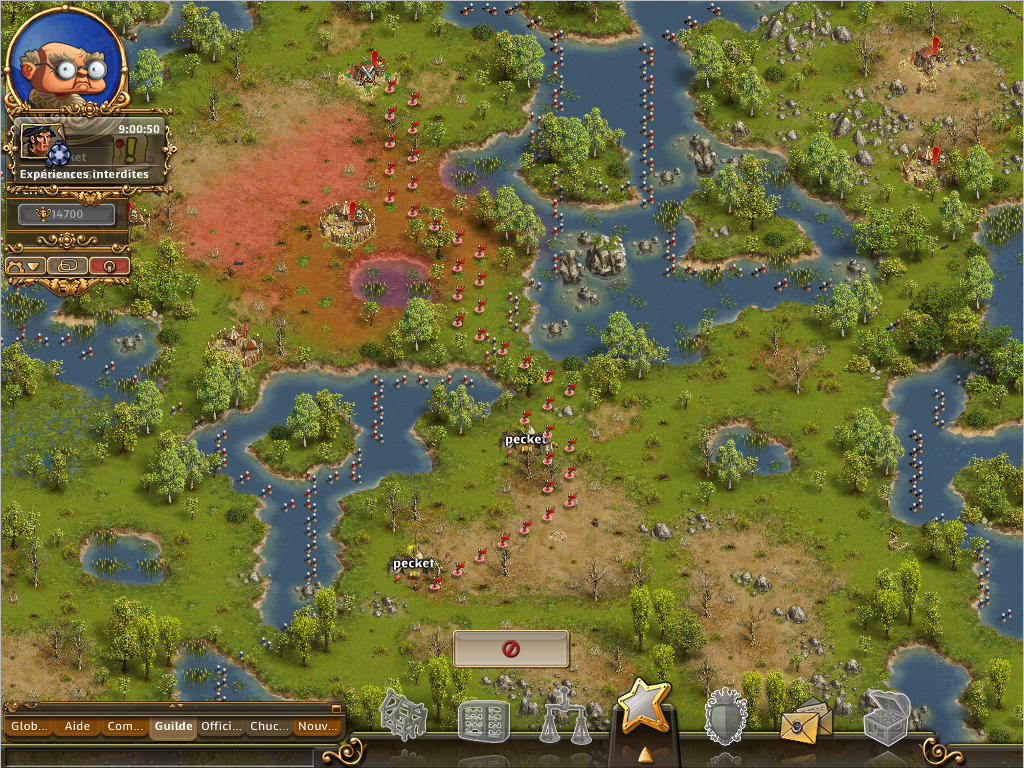 9:00:50
Expériences interdites
14700
pecket
pecket
Glob...
Aide
Com...
Guilde
Offici...
Chuc...
Nouv...